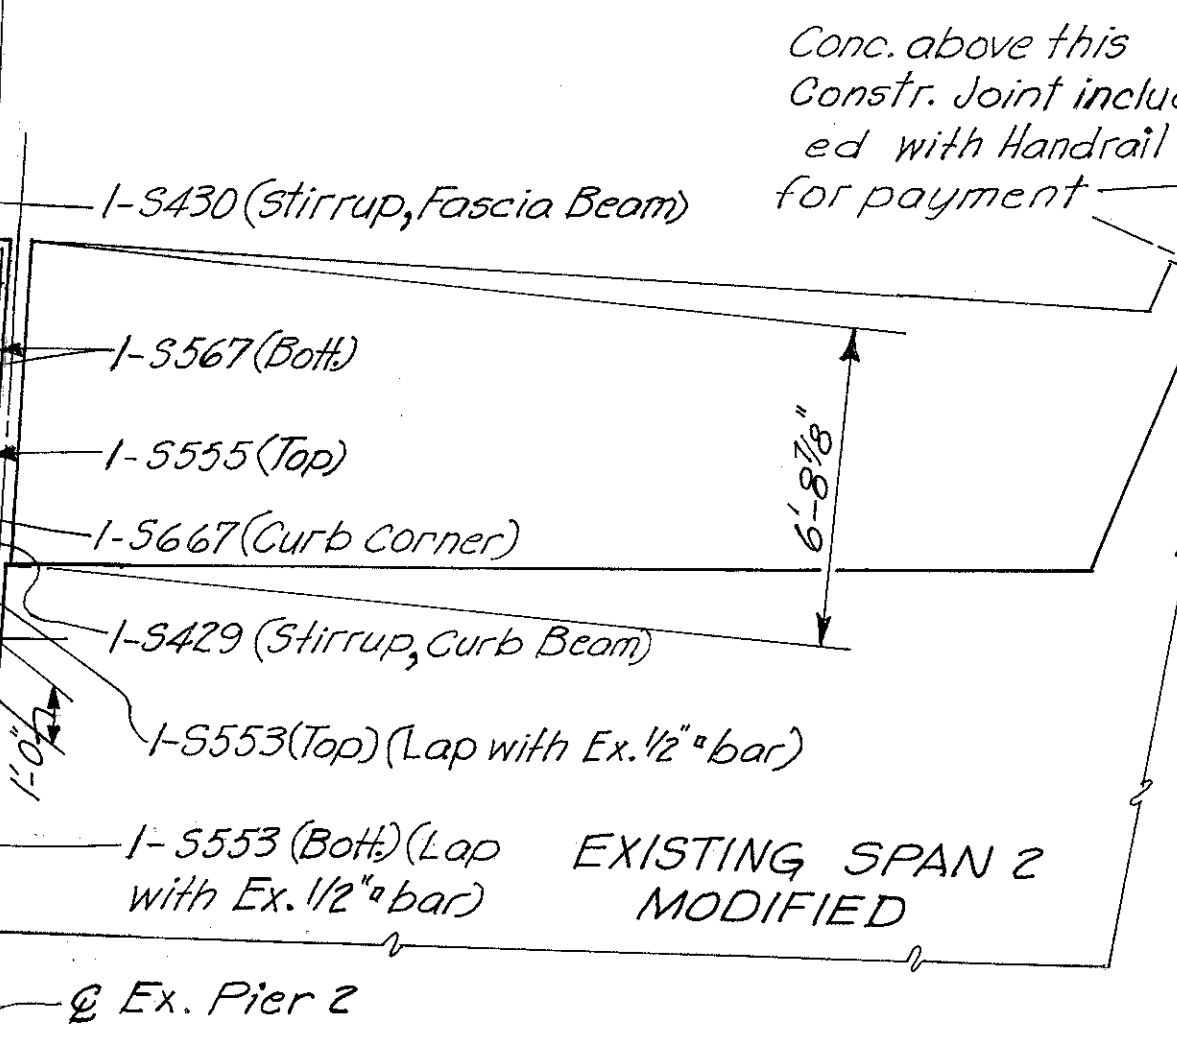 Conc. above this
Constr. Joint includ
ed with Handrail
for payment
1-S430 (Stirrup, Fascia Beam)
1-S567 (Bott.)
1-S555 (Top)
6'-8 7/8"
1-S667 (Curb Corner)
1-S429 (Stirrup, Curb Beam)
1'-0"
1-S553 (Top) (Lap with Ex. 1/2" ▫ bar)
1-S553 (Bott.) (Lap
with Ex. 1/2" ▫ bar)
EXISTING SPAN 2
MODIFIED
℄ Ex. Pier 2